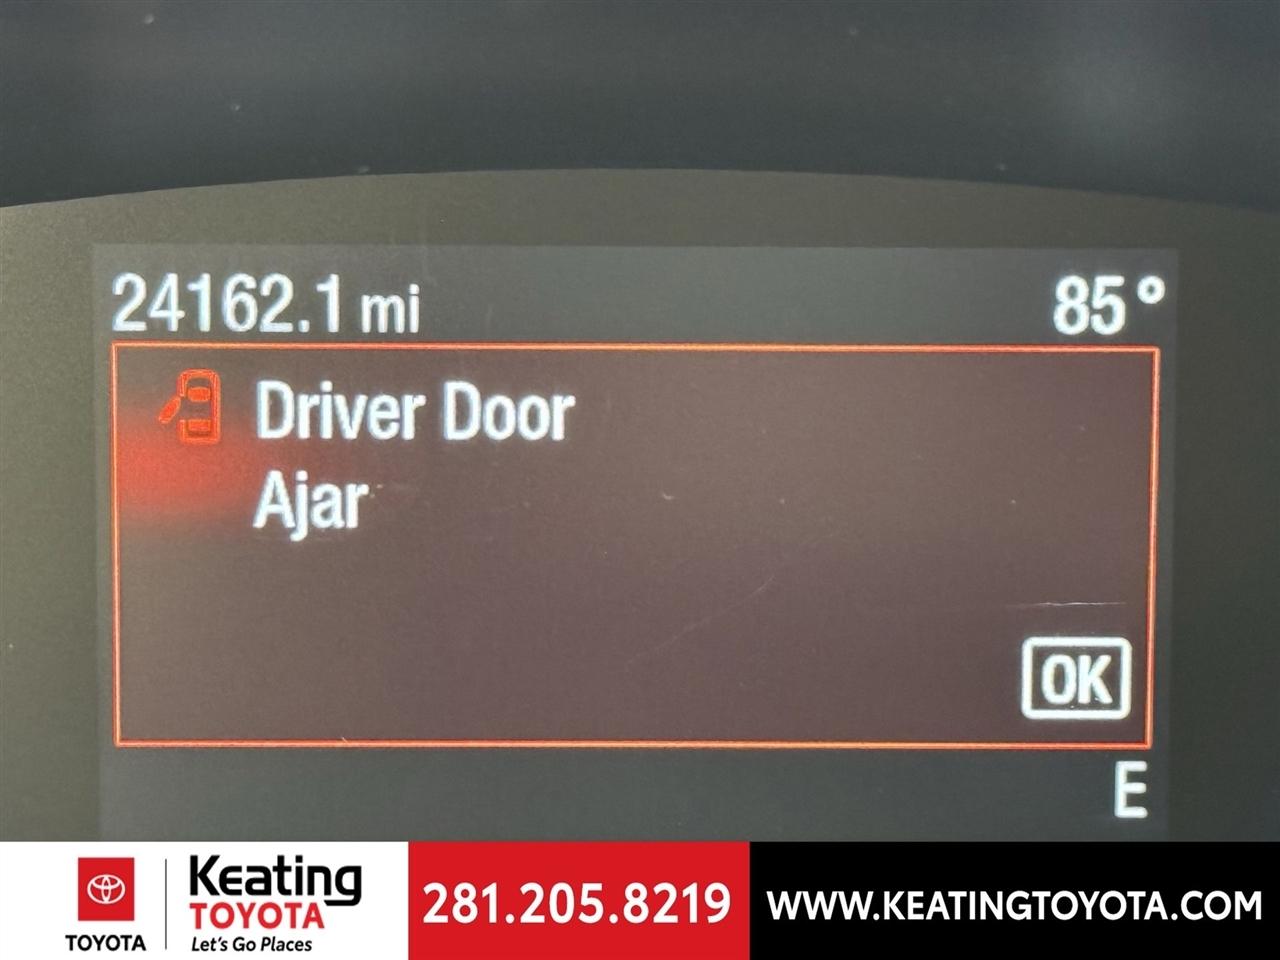 24162.1 mi 85°
Driver Door
Ajar
OK
E
TOYOTA
Keating
TOYOTA
Let's Go Places
281.205.8219
WWW.KEATINGTOYOTA.COM